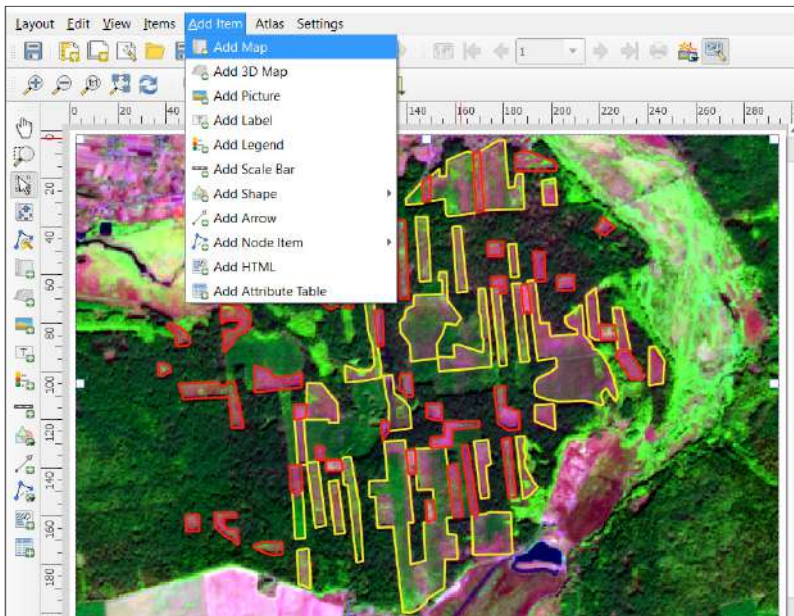 Layout Edit View Items Add Item Atlas Settings
Add Map
1
Add 3D Map
Add Picture
Add Label
Add Legend
Add Scale Bar
Add Shape
Add Arrow
Add Node Item
Add HTML
Add Attribute Table
0 20 40 140 160 180 200 220 240 260 280
0
20
40
60
80
100
120
140
160
180